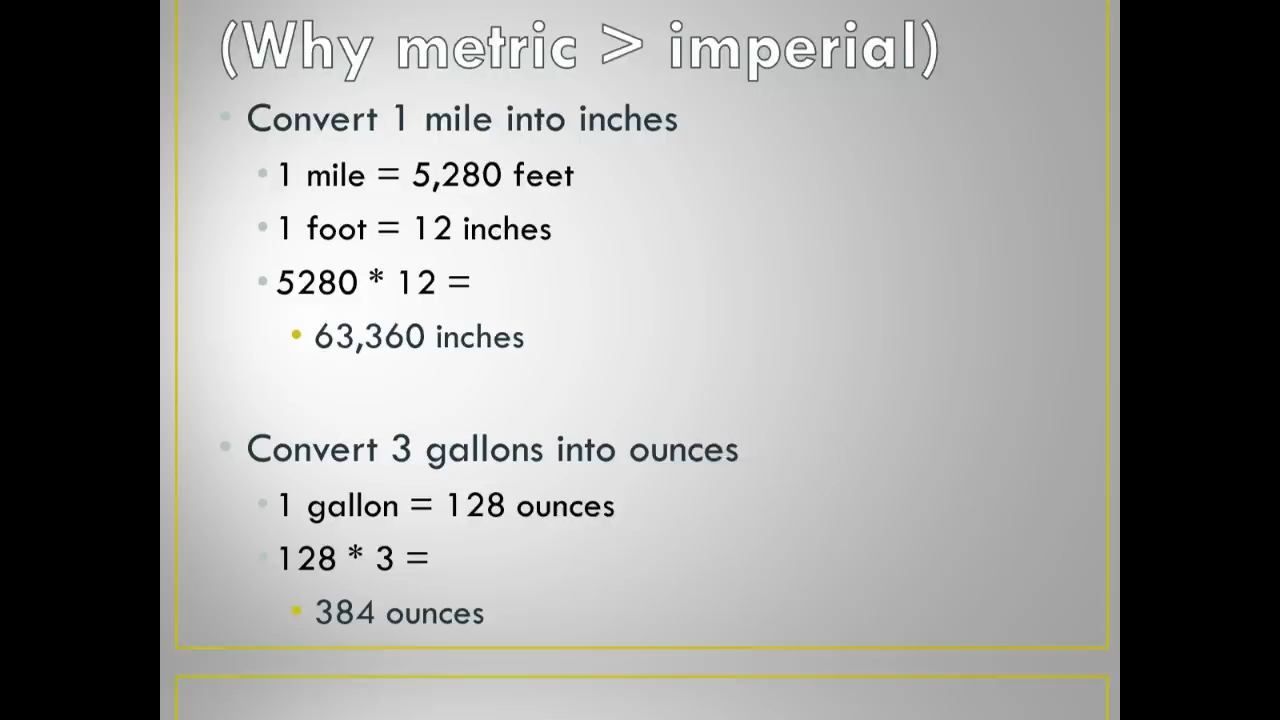 (Why metric > imperial)
• Convert 1 mile into inches
• 1 mile = 5,280 feet
• 1 foot = 12 inches
• 5280 * 12 =
• 63,360 inches
• Convert 3 gallons into ounces
• 1 gallon = 128 ounces
• 128 * 3 =
• 384 ounces